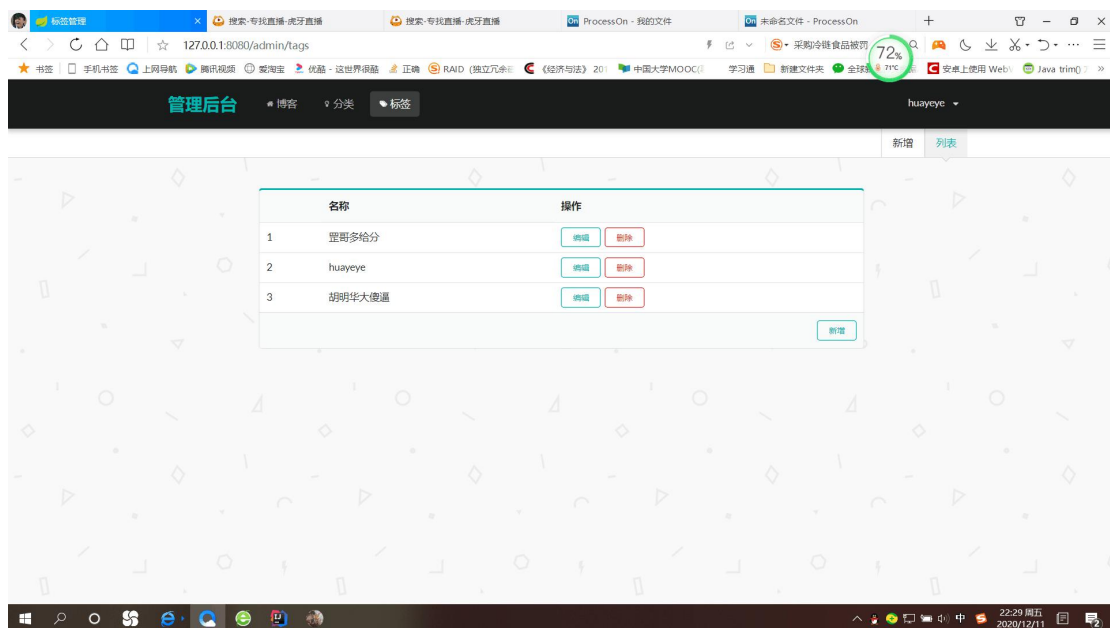 标签管理 搜索-专找直播-虎牙直播 搜索-专找直播-虎牙直播 On ProcessOn - 我的文件 On 未命名文件 - ProcessOn
127.0.0.1:8080/admin/tags 采购冷链食品被罚
书签 手机书签 上网导航 腾讯视频 爱淘宝 优酷 - 这世界很酷 正确 RAID (独立冗余 《经济与法》 20 中国大学MOOC( 学习通 新建文件夹 全球 安卓上使用 Web Java trim()
72%
71°C
管理后台 博客 分类 标签 huayeye
新增 列表
名称 操作
1 罡哥多给分 编辑 删除
2 huayeye 编辑 删除
3 胡明华大傻逼 编辑 删除
新增
中 22:29 周五
2020/12/11 2